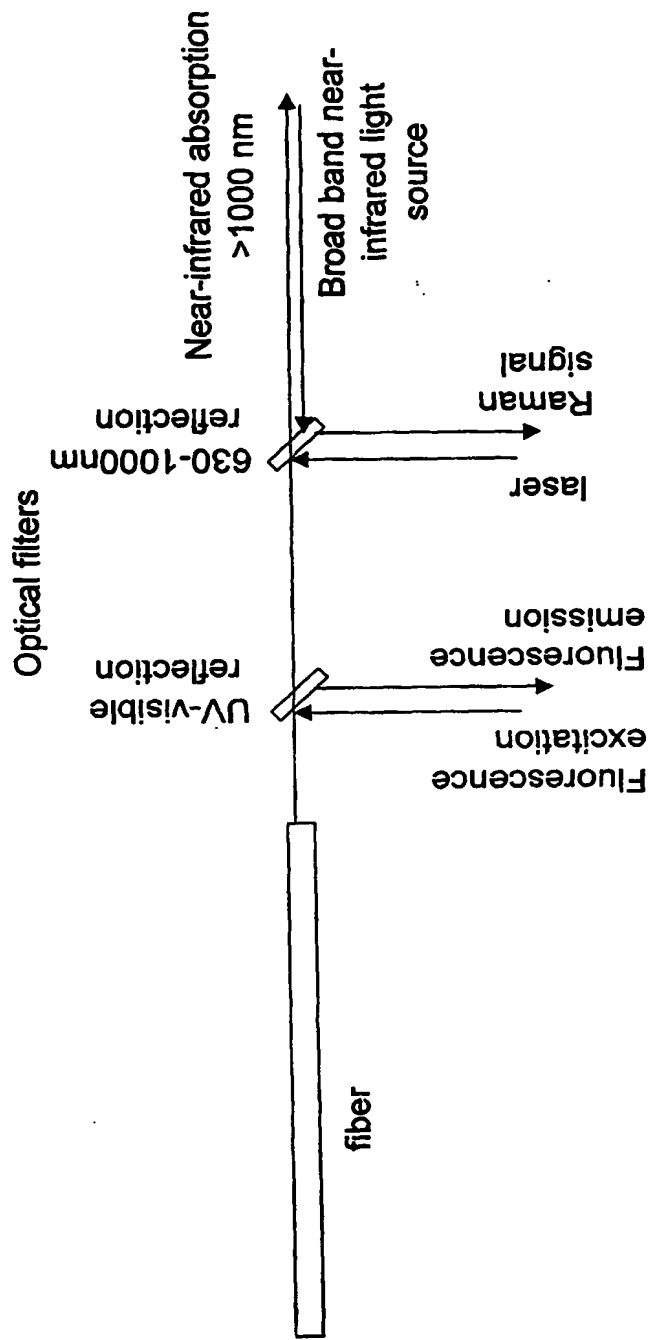 Optical filters
UV-visible
reflection
630-1000nm
reflection
Near-infrared absorption
>1000 nm
Broad band near-
infrared light
source
fiber
Fluorescence
excitation
Fluorescence
emission
laser
Raman
signal